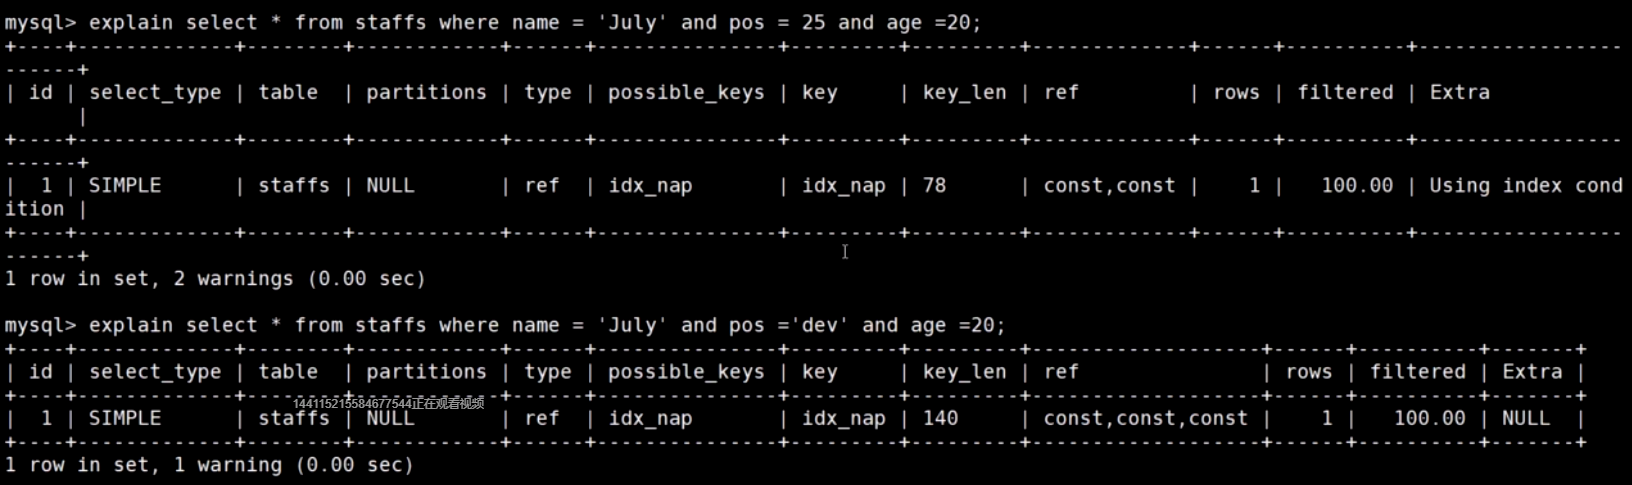 mysql> explain select * from staffs where name = 'July' and pos = 25 and age =20;
+----+-------------+--------+------------+------+---------------+---------+---------+-------------+------+----------+-----------------
------+
| id | select_type | table  | partitions | type | possible_keys | key     | key_len | ref         | rows | filtered | Extra
      |
+----+-------------+--------+------------+------+---------------+---------+---------+-------------+------+----------+-----------------
------+
|  1 | SIMPLE      | staffs | NULL       | ref  | idx_nap       | idx_nap | 78      | const,const |    1 |   100.00 | Using index cond
ition |
+----+-------------+--------+------------+------+---------------+---------+---------+-------------+------+----------+-----------------
------+
1 row in set, 2 warnings (0.00 sec)
mysql> explain select * from staffs where name = 'July' and pos ='dev' and age =20;
+----+-------------+--------+------------+------+---------------+---------+---------+-------------------+------+----------+-------+
| id | select_type | table  | partitions | type | possible_keys | key     | key_len | ref               | rows | filtered | Extra |
+----+-------------+--------+------------+------+---------------+---------+---------+-------------------+------+----------+-------+
144115215584677544正在观看视频
|  1 | SIMPLE      | staffs | NULL       | ref  | idx_nap       | idx_nap | 140     | const,const,const |    1 |   100.00 | NULL  |
+----+-------------+--------+------------+------+---------------+---------+---------+-------------------+------+----------+-------+
1 row in set, 1 warning (0.00 sec)